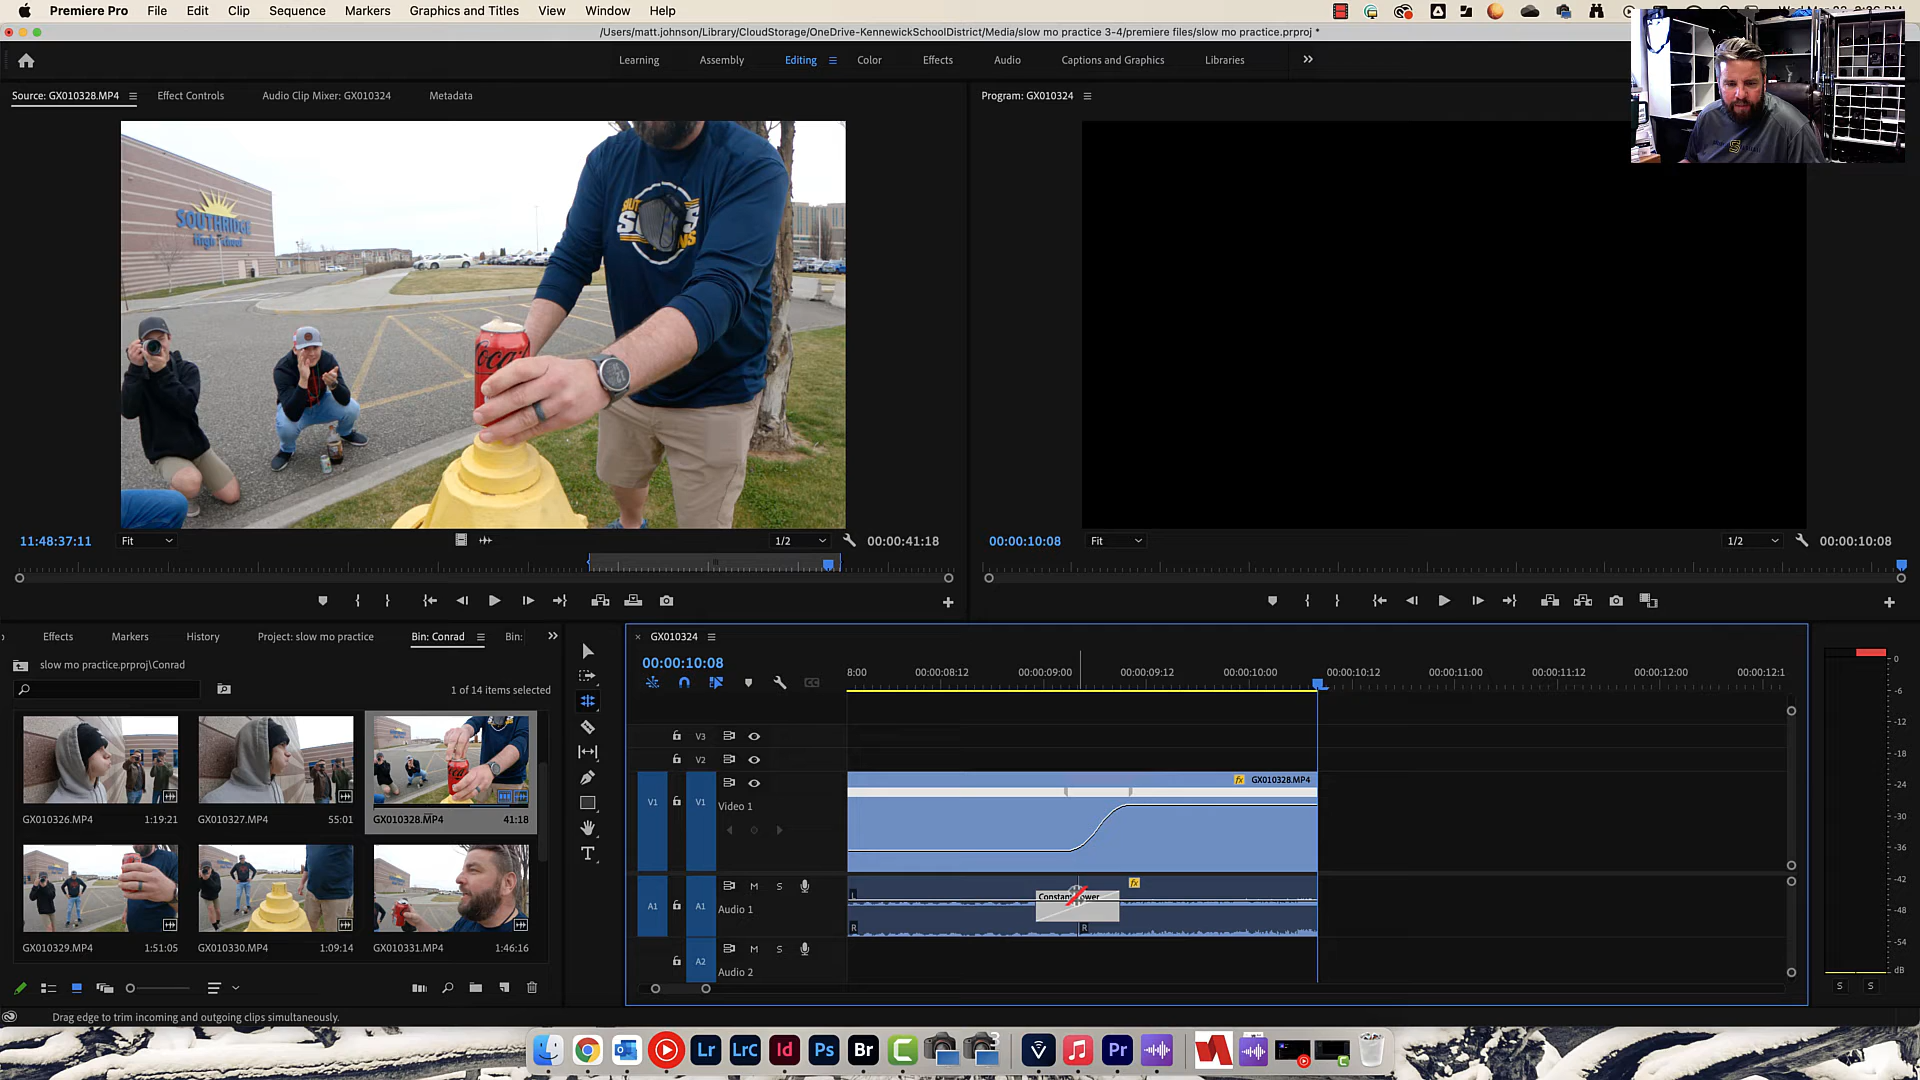 Premiere Pro File Edit Clip Sequence Markers Graphics and Titles View Window Help
/Users/matt.johnson/Library/CloudStorage/OneDrive-KennewickSchoolDistrict/Media/slow mo practice 3-4/premiere files/slow mo practice.prproj *
Learning Assembly Editing Color Effects Audio Captions and Graphics Libraries
Source: GX010328.MP4 Effect Controls Audio Clip Mixer: GX010324 Metadata
Program: GX010324
SOUTHRIDGE
High School
11:48:37:11 Fit 1/2 00:00:41:18
00:00:10:08 Fit 1/2 00:00:10:08
Effects Markers History Project: slow mo practice Bin: Conrad Bin:
slow mo practice.prproj\Conrad
1 of 14 items selected
GX010326.MP4 1:19:21
GX010327.MP4 55:01
GX010328.MP4 41:18
GX010329.MP4 1:51:05
GX010330.MP4 1:09:14
GX010331.MP4 1:46:16
GX010324
00:00:10:08
8:00 00:00:08:12 00:00:09:00 00:00:09:12 00:00:10:00 00:00:10:12 00:00:11:00 00:00:11:12 00:00:12:00 00:00:12:1
V3
V2
V1 V1 Video 1
fx GX010328.MP4
A1 A1 M S Audio 1
L
R R
fx
A2 M S Audio 2
0
-6
-12
-18
-24
-30
-36
-42
-48
-54
dB
S S
Drag edge to trim incoming and outgoing clips simultaneously.
Lr LrC Id Ps Br Pr